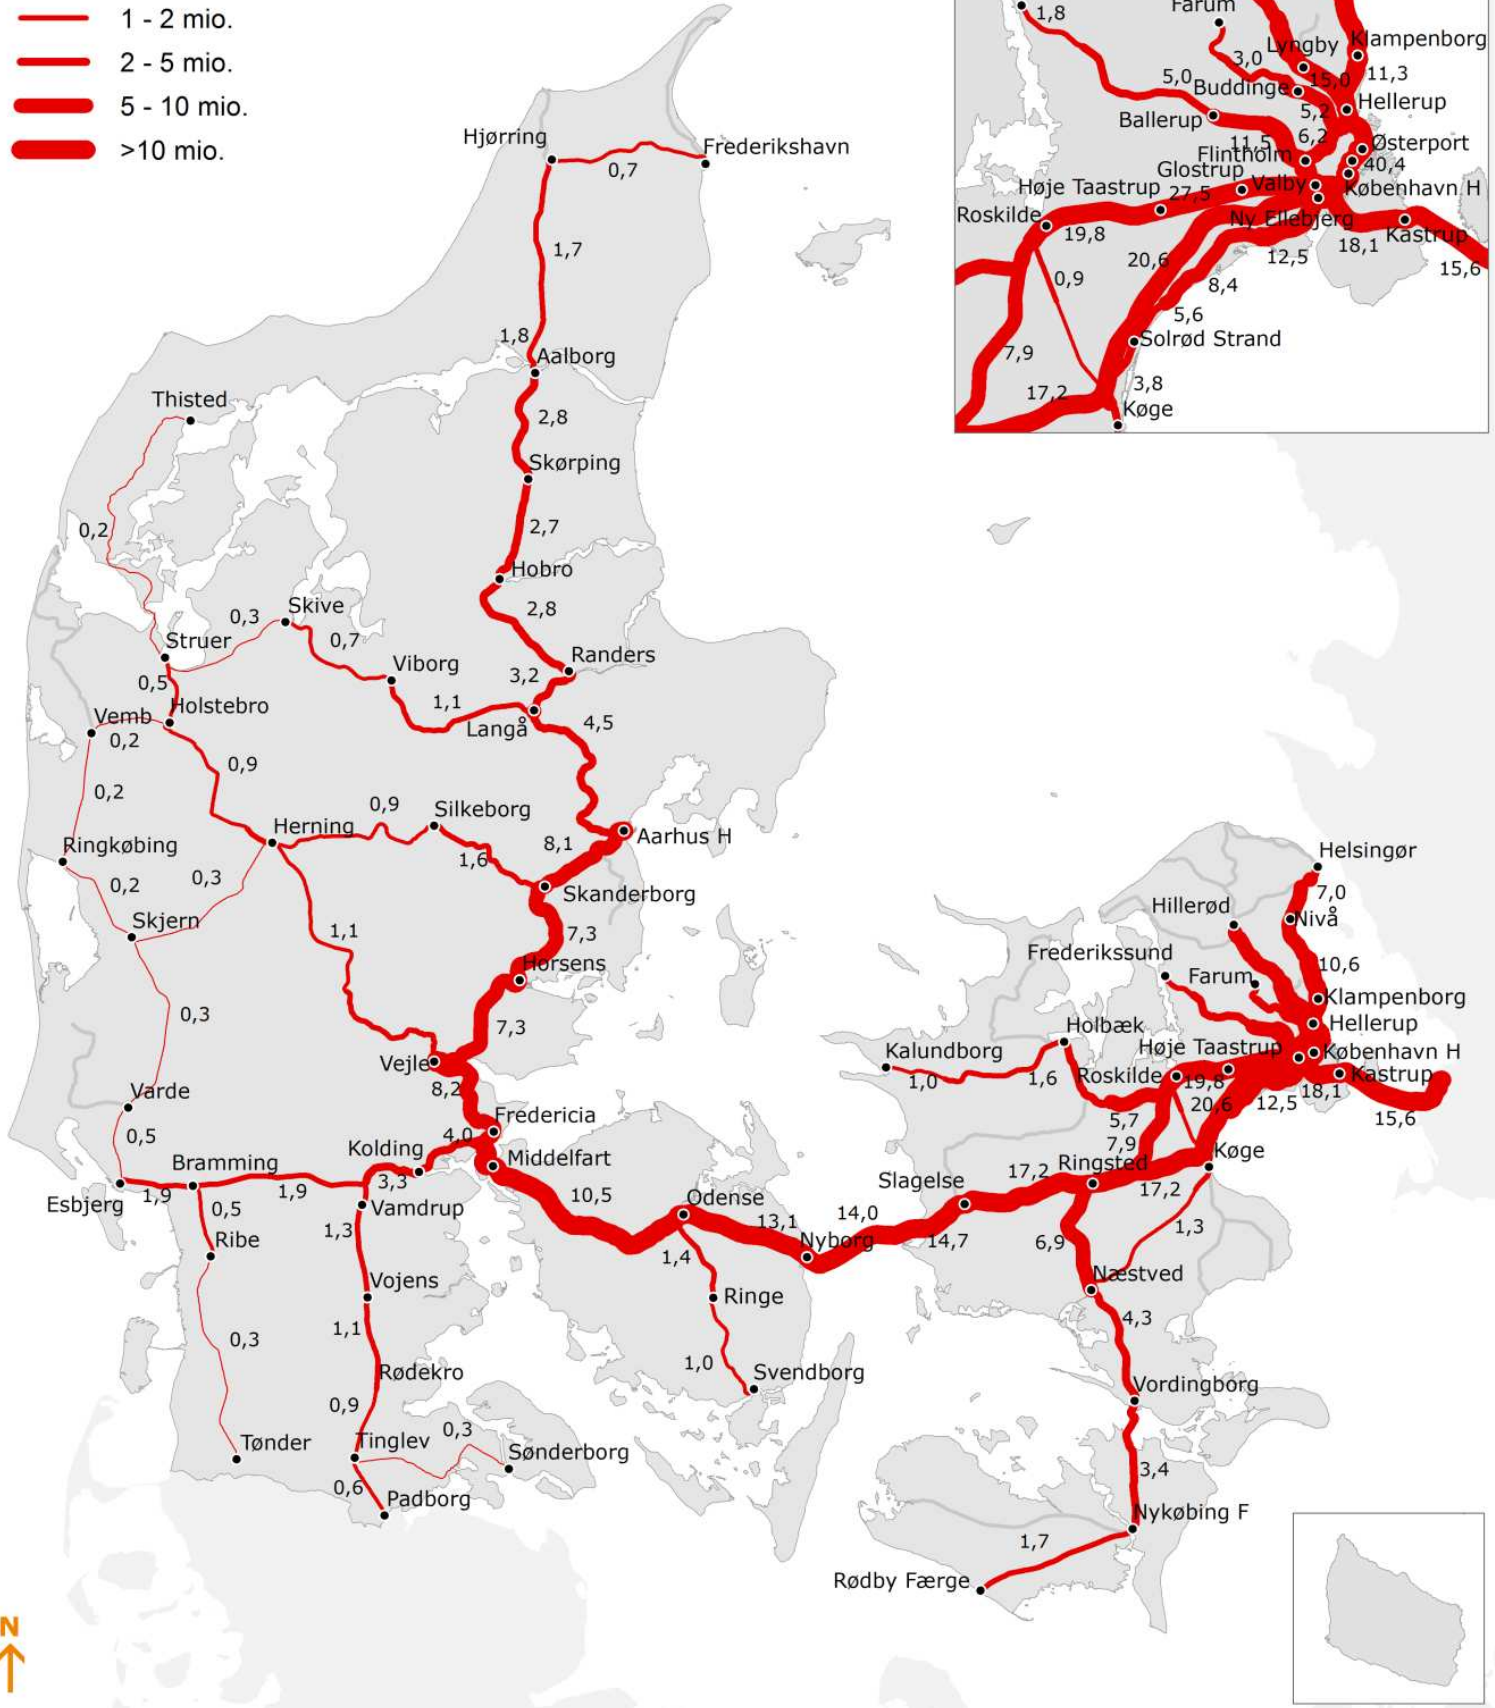 1 - 2 mio.
2 - 5 mio.
5 - 10 mio.
>10 mio.
1,8
Farum
3,0
Lyngby
Klampenborg
15,0
11,3
5,0
Buddinge
5,2
Hellerup
Ballerup
11,5
6,2
Østerport
Flintholm
40,4
Glostrup
Valby
København H
Høje Taastrup
27,5
Roskilde
19,8
Ny Ellebjerg
18,1
Kastrup
15,6
20,6
12,5
0,9
8,4
5,6
Solrød Strand
7,9
17,2
3,8
Køge
Hjørring
Frederikshavn
0,7
1,7
1,8
Aalborg
2,8
Thisted
Skørping
2,7
0,2
Hobro
2,8
0,3
Skive
Struer
0,7
Viborg
Randers
3,2
0,5
1,1
Holstebro
Vemb
Langå
4,5
0,2
0,9
0,2
0,9
Silkeborg
Herning
Aarhus H
8,1
Ringkøbing
1,6
0,2
0,3
Skanderborg
Skjern
1,1
7,3
Horsens
0,3
7,3
Vejle
8,2
Varde
Fredericia
0,5
4,0
Kolding
Middelfart
Bramming
3,3
Esbjerg
1,9
1,9
0,5
Vamdrup
10,5
Odense
13,1
14,0
1,3
Ribe
Nyborg
1,4
Vojens
Ringe
1,1
0,3
1,0
Svendborg
Rødekro
0,9
0,3
Tønder
Tinglev
Sønderborg
0,6
Padborg
Helsingør
7,0
Hillerød
Nivå
Frederikssund
10,6
Farum
Klampenborg
Holbæk
Hellerup
Kalundborg
Høje Taastrup
København H
1,0
1,6
Roskilde
19,8
Kastrup
18,1
20,6
12,5
15,6
5,7
7,9
Køge
Slagelse
17,2
Ringsted
17,2
14,7
6,9
1,3
Næstved
4,3
Vordingborg
3,4
Nykøbing F
1,7
Rødby Færge
N